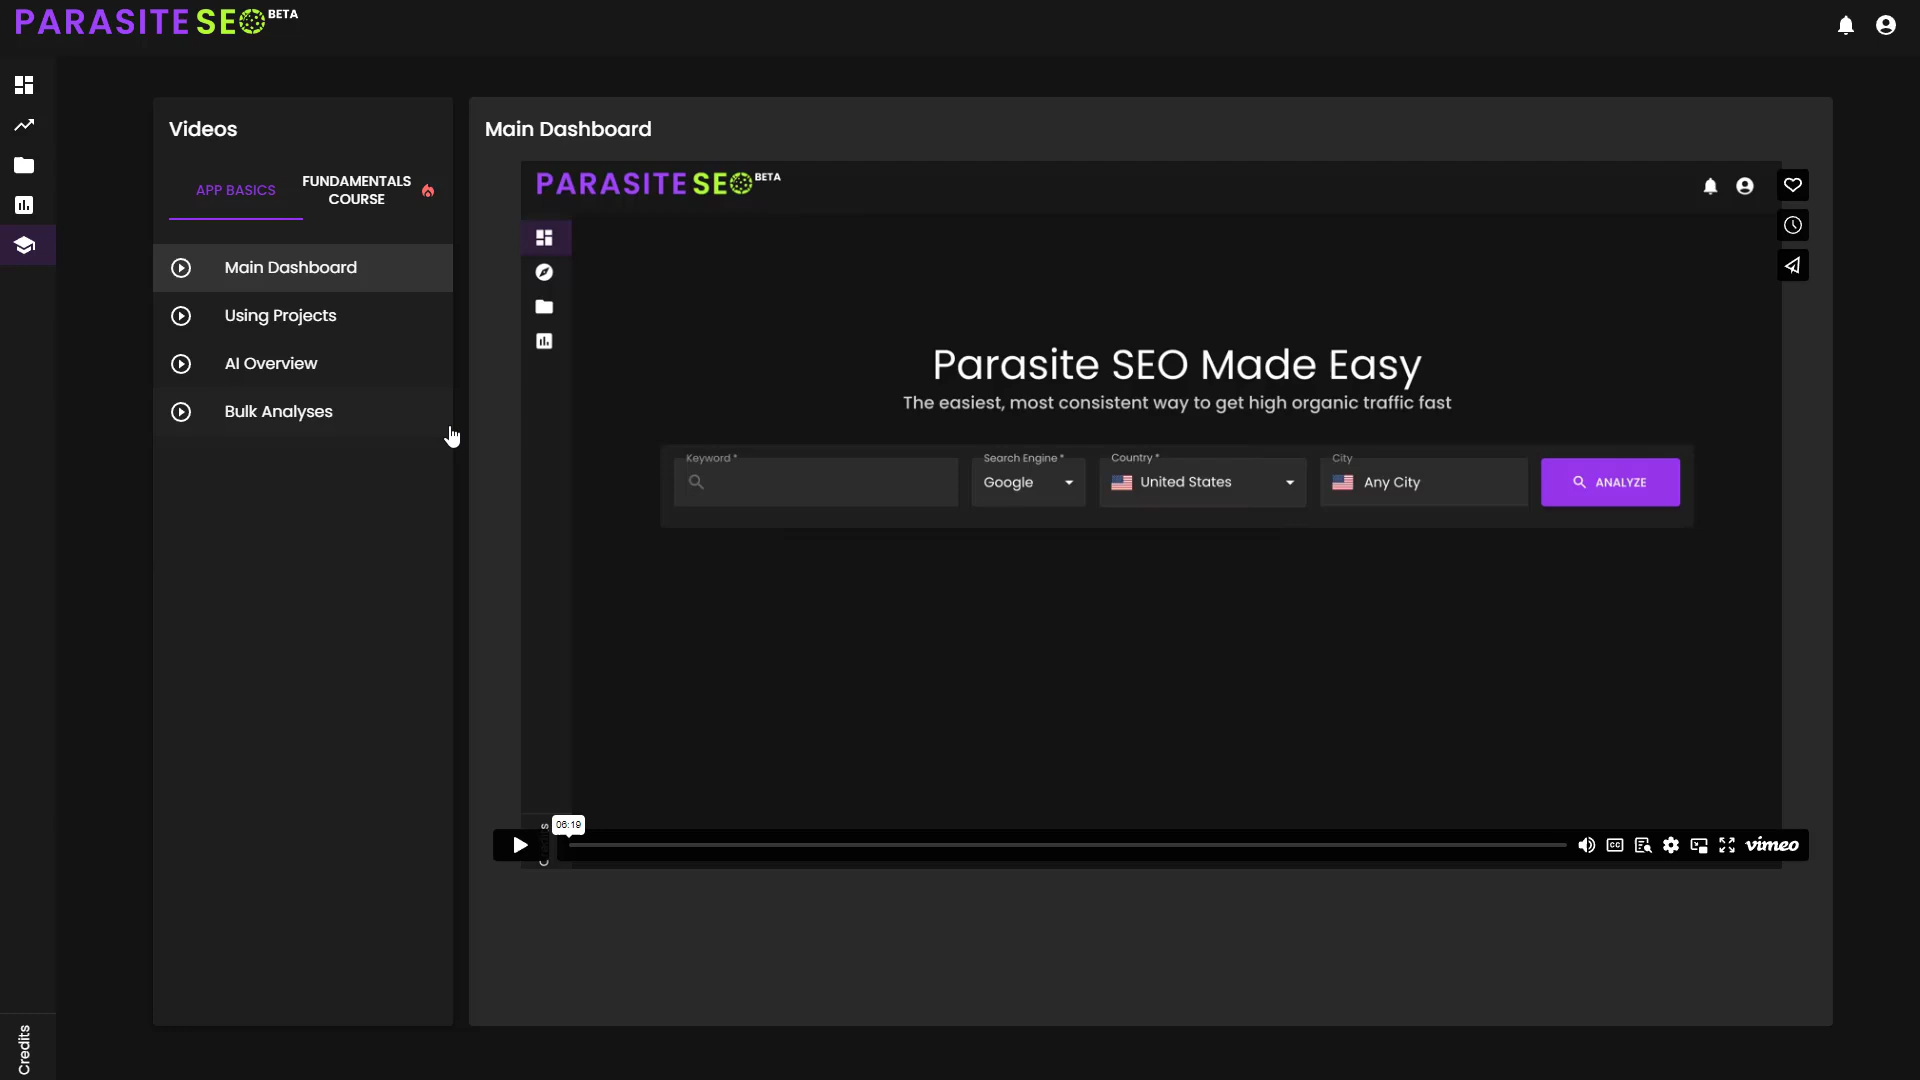 PARASITE SEO BETA
Videos
APP BASICS
FUNDAMENTALS
COURSE
Main Dashboard
Using Projects
AI Overview
Bulk Analyses
Credits
Main Dashboard
PARASITE SEO BETA
Parasite SEO Made Easy
The easiest, most consistent way to get high organic traffic fast
Keyword *
Search Engine *
Google
Country *
United States
City
Any City
ANALYZE
Credits
06:19
CC
vimeo